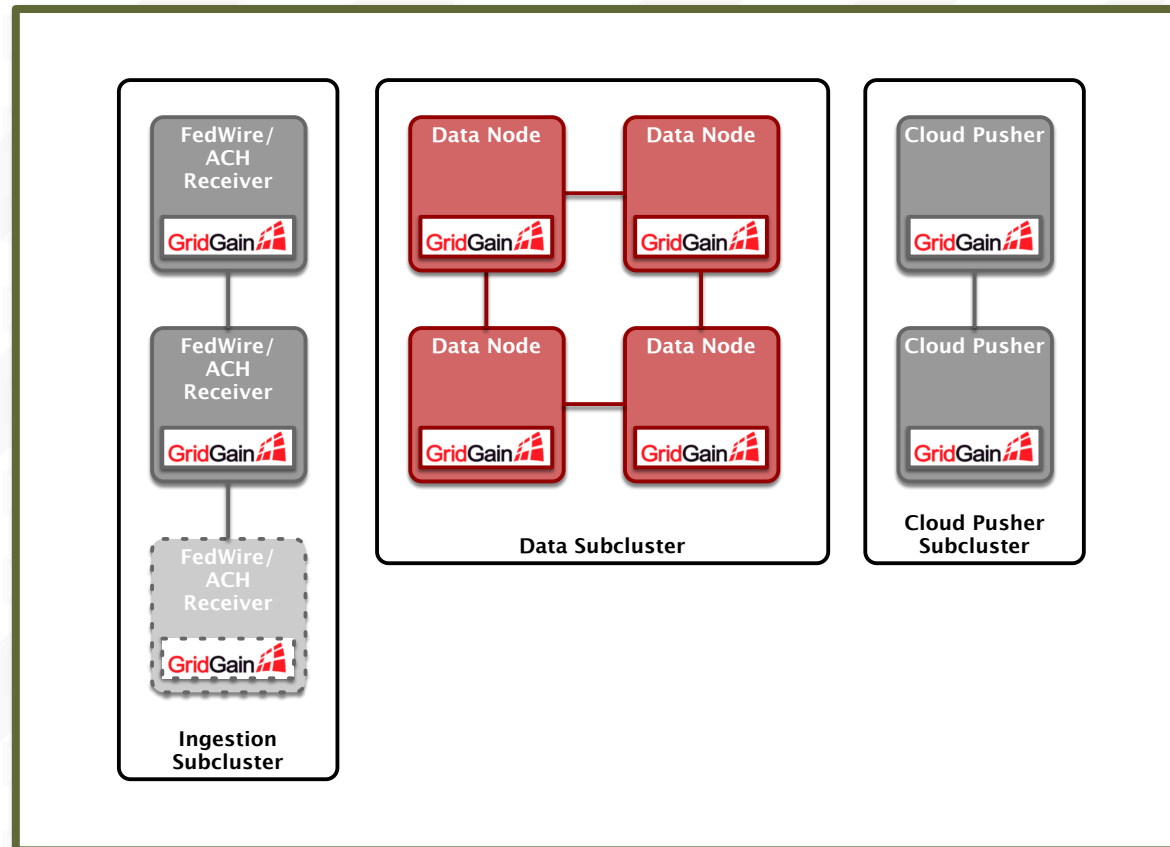 FedWire/
ACH
Receiver
GridGain
FedWire/
ACH
Receiver
GridGain
FedWire/
ACH
Receiver
GridGain
Ingestion
Subcluster
Data Node
GridGain
Data Node
GridGain
Data Node
GridGain
Data Node
GridGain
Data Subcluster
Cloud Pusher
GridGain
Cloud Pusher
GridGain
Cloud Pusher
Subcluster